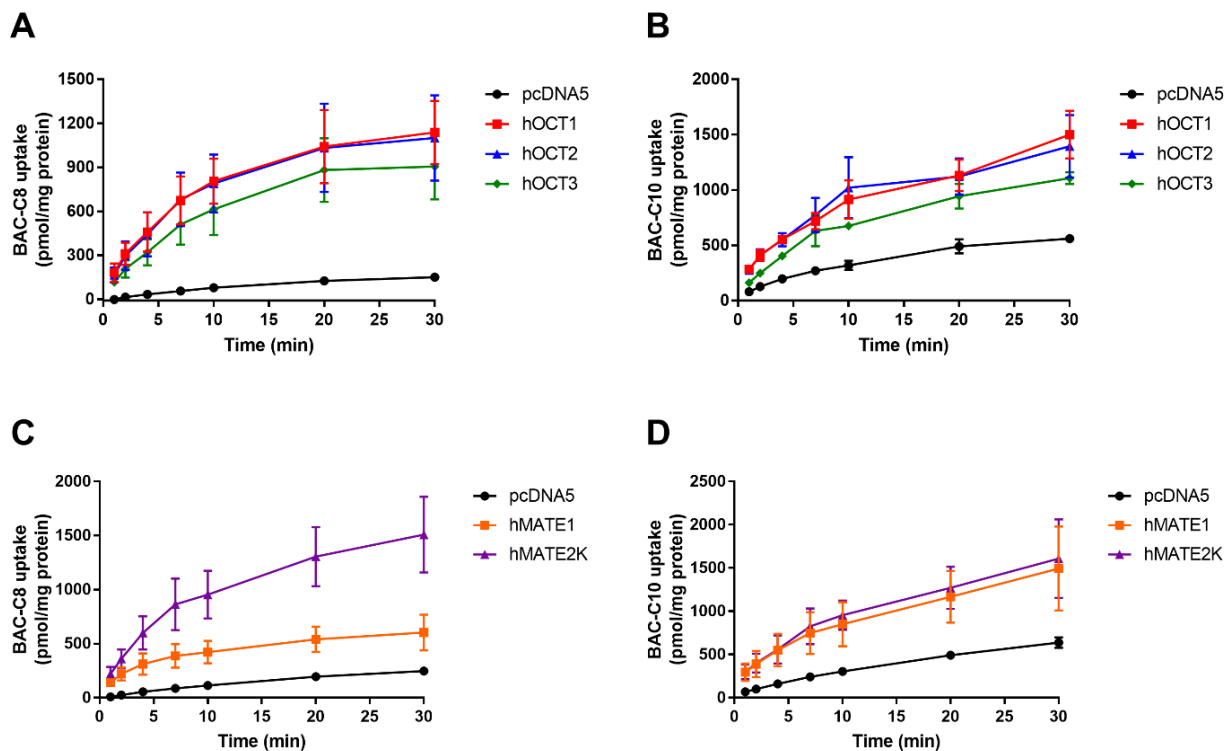 A
BAC-C8 uptake
(pmol/mg protein)
1500
1200
900
600
300
0
0 5 10 15 20 25 30
Time (min)
pcDNA5
hOCT1
hOCT2
hOCT3
B
BAC-C10 uptake
(pmol/mg protein)
2000
1500
1000
500
0
0 5 10 15 20 25 30
Time (min)
pcDNA5
hOCT1
hOCT2
hOCT3
C
BAC-C8 uptake
(pmol/mg protein)
2000
1500
1000
500
0
0 5 10 15 20 25 30
Time (min)
pcDNA5
hMATE1
hMATE2K
D
BAC-C10 uptake
(pmol/mg protein)
2500
2000
1500
1000
500
0
0 5 10 15 20 25 30
Time (min)
pcDNA5
hMATE1
hMATE2K